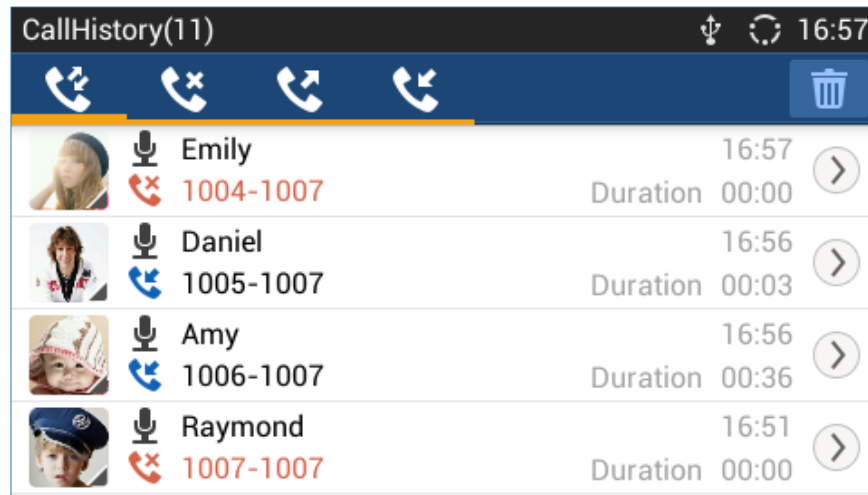 CallHistory(11) 16:57
Emily 16:57
1004-1007 Duration 00:00
Daniel 16:56
1005-1007 Duration 00:03
Amy 16:56
1006-1007 Duration 00:36
Raymond 16:51
1007-1007 Duration 00:00